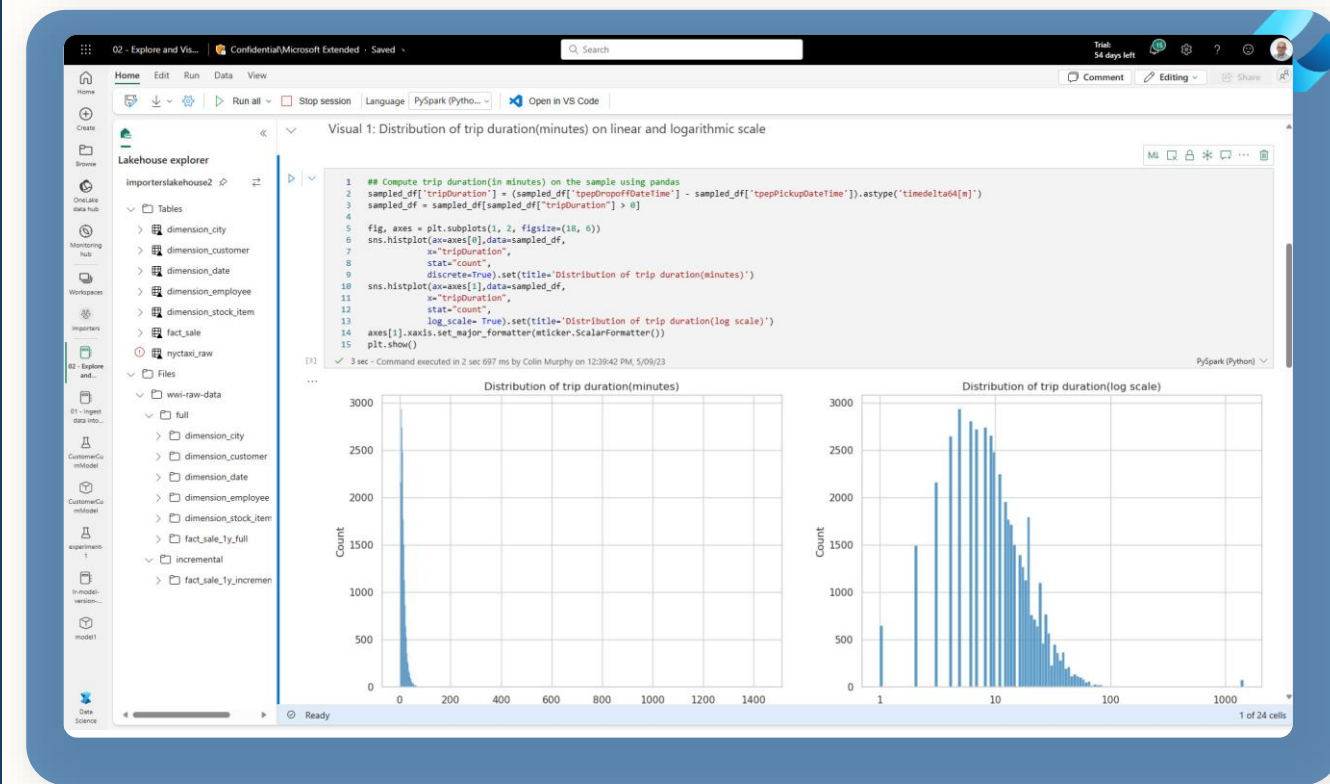 02 - Explore and Vis...
Confidential\Microsoft Extended · Saved
Search
Trial:
54 days left
15
?
Home Edit Run Data View
Comment
Editing
Share
Run all
Stop session
Language
PySpark (Pytho...
Open in VS Code
Home
Create
Browse
OneLake
data hub
Monitoring
hub
Workspaces
Importers
02 - Explore
and...
01 - Ingest
data into...
CustomerCu
rnModel
CustomerCu
rnModel
experiment-
1
lr-model-
version-...
model1
Data
Science
Lakehouse explorer
importerslakehouse2
Tables
dimension_city
dimension_customer
dimension_date
dimension_employee
dimension_stock_item
fact_sale
nyctaxi_raw
Files
wwi-raw-data
full
dimension_city
dimension_customer
dimension_date
dimension_employee
dimension_stock_item
fact_sale_1y_full
incremental
fact_sale_1y_incremen
Visual 1: Distribution of trip duration(minutes) on linear and logarithmic scale
M↓
1 ## Compute trip duration(in minutes) on the sample using pandas
2 sampled_df['tripDuration'] = (sampled_df['tpepDropoffDateTime'] - sampled_df['tpepPickupDateTime']).astype('timedelta64[m]')
3 sampled_df = sampled_df[sampled_df["tripDuration"] > 0]
4
5 fig, axes = plt.subplots(1, 2, figsize=(18, 6))
6 sns.histplot(ax=axes[0],data=sampled_df,
7 x="tripDuration",
8 stat="count",
9 discrete=True).set(title='Distribution of trip duration(minutes)')
10 sns.histplot(ax=axes[1],data=sampled_df,
11 x="tripDuration",
12 stat="count",
13 log_scale= True).set(title='Distribution of trip duration(log scale)')
14 axes[1].xaxis.set_major_formatter(mticker.ScalarFormatter())
15 plt.show()
[3]
3 sec - Command executed in 2 sec 697 ms by Colin Murphy on 12:39:42 PM, 5/09/23
PySpark (Python)
Distribution of trip duration(minutes)
3000
2500
2000
1500
1000
500
0
Count
0 200 400 600 800 1000 1200 1400
Distribution of trip duration(log scale)
3000
2500
2000
1500
1000
500
0
Count
1 10 100 1000
Ready
1 of 24 cells